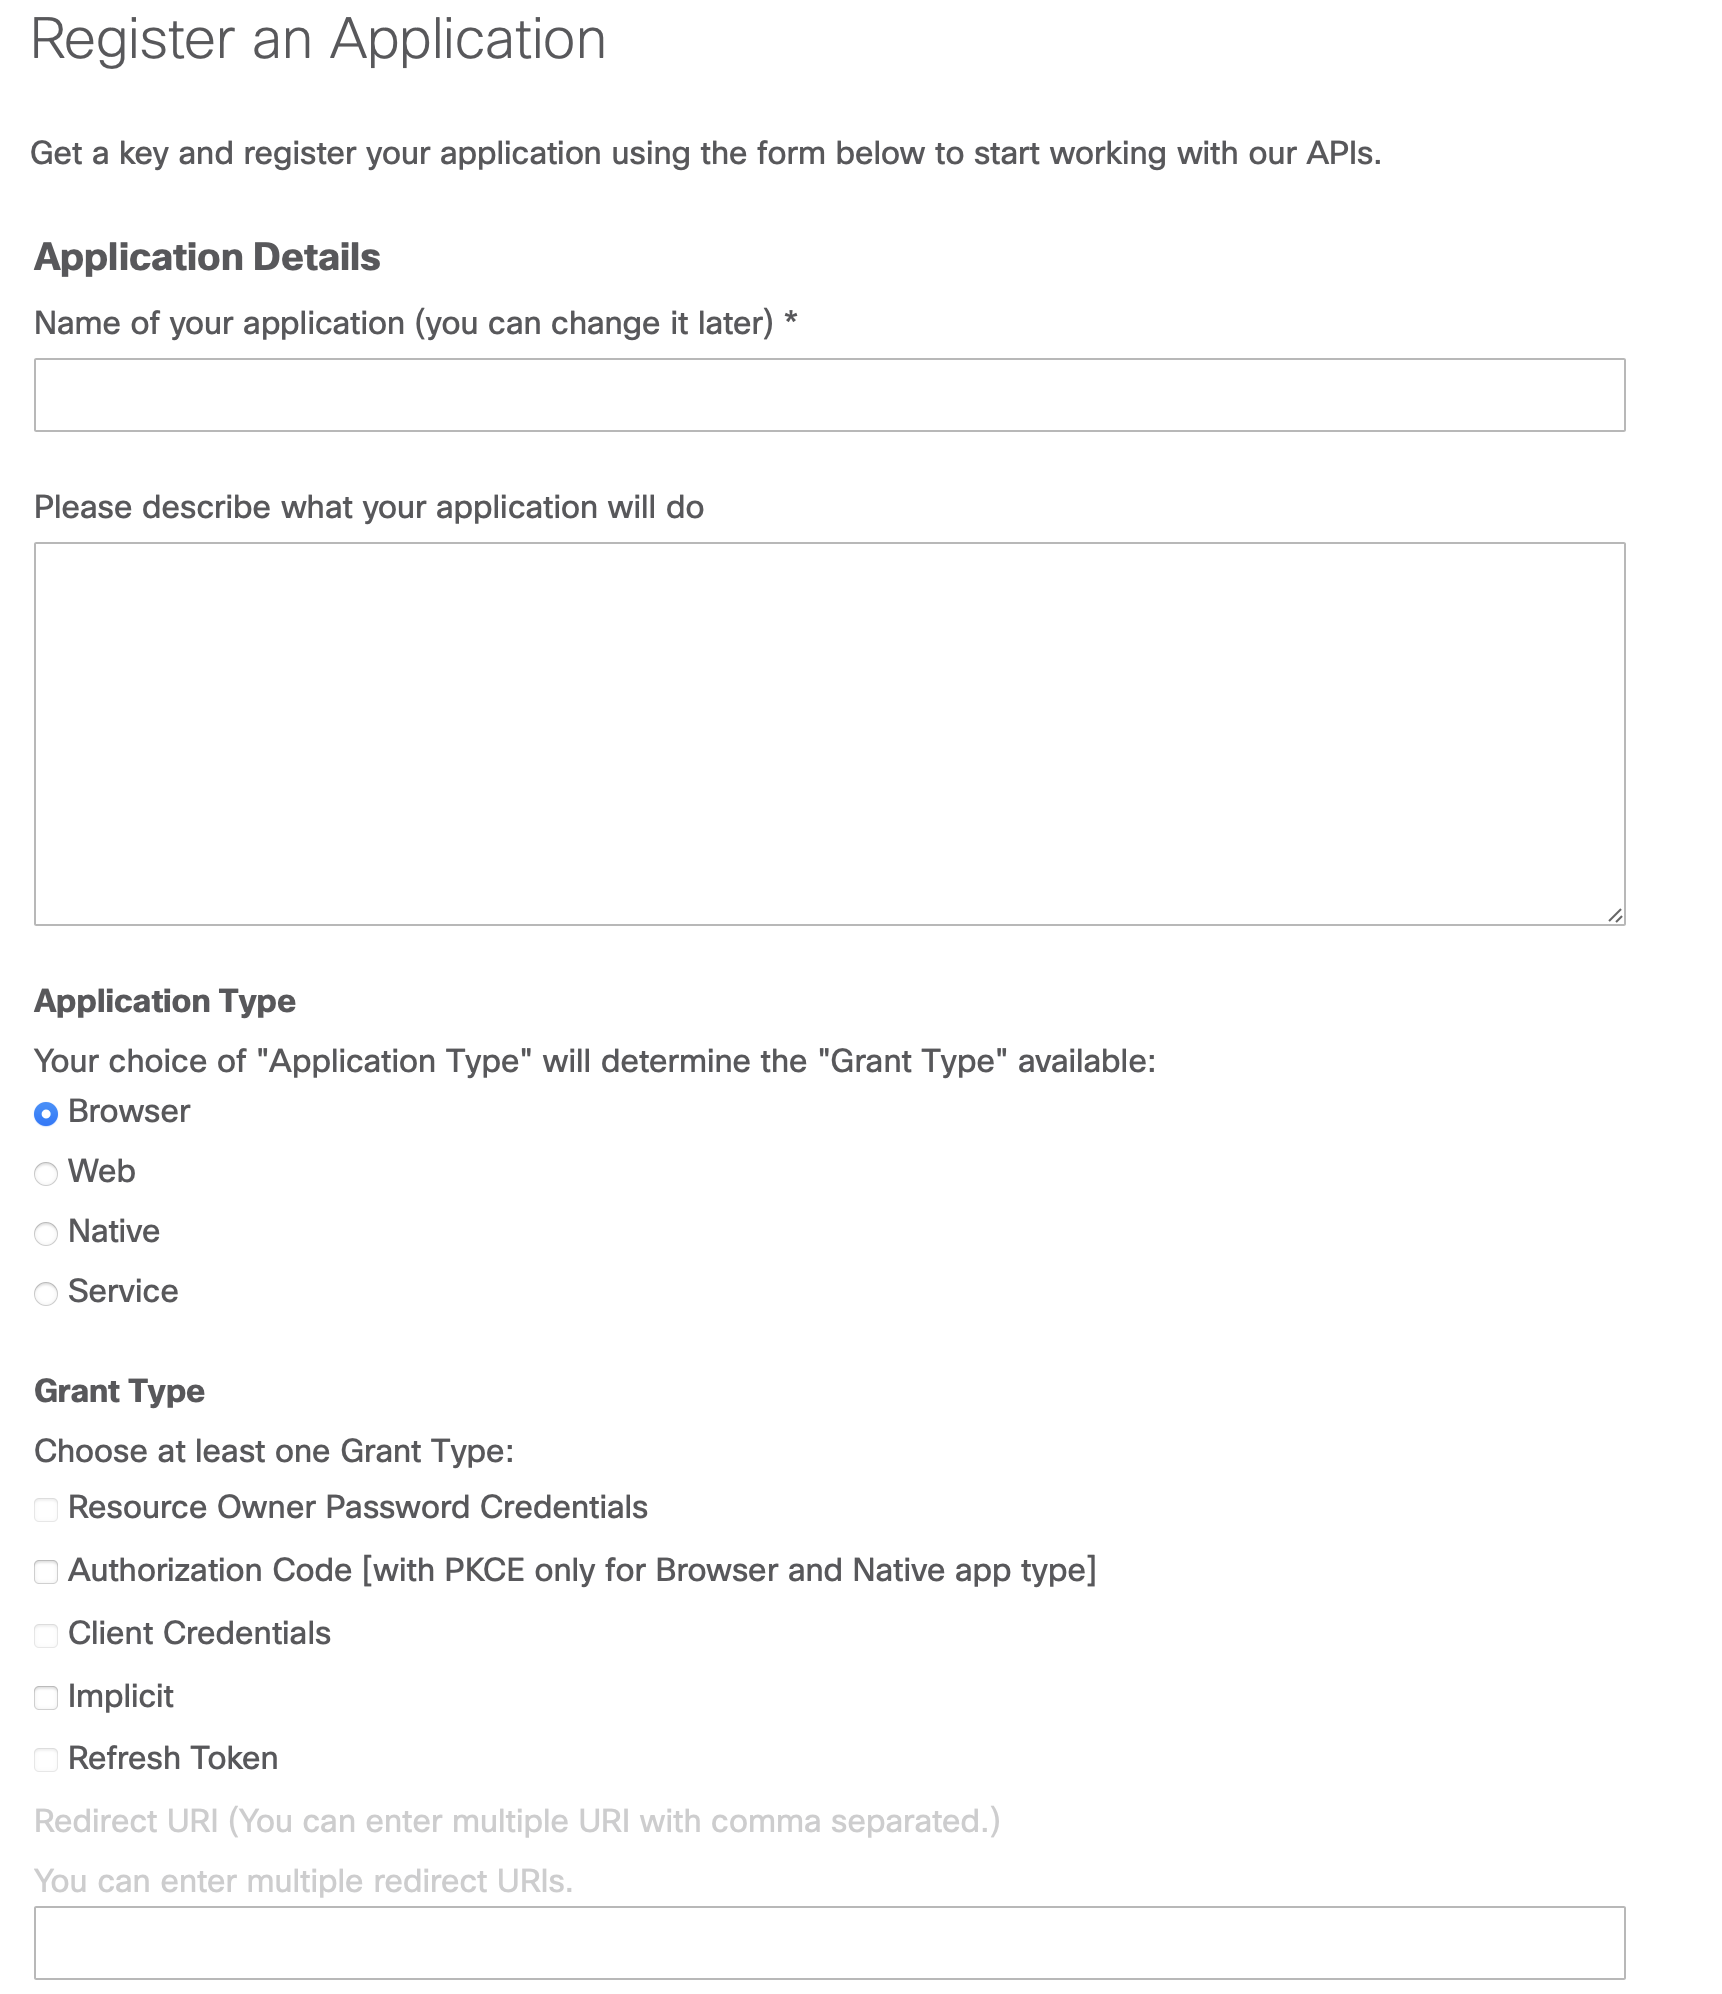 Register an Application
Get a key and register your application using the form below to start working with our APIs.
Application Details
Name of your application (you can change it later) *
Please describe what your application will do
Application Type
Your choice of "Application Type" will determine the "Grant Type" available:
Browser
Web
Native
Service
Grant Type
Choose at least one Grant Type:
Resource Owner Password Credentials
Authorization Code [with PKCE only for Browser and Native app type]
Client Credentials
Implicit
Refresh Token
Redirect URI (You can enter multiple URI with comma separated.)
You can enter multiple redirect URIs.